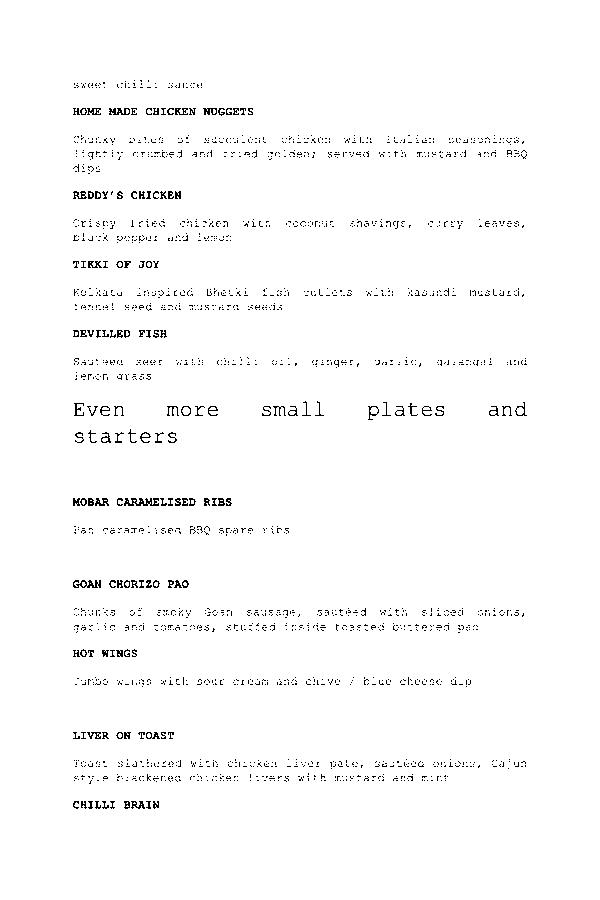 sweet chilli sauce
HOME MADE CHICKEN NUGGETS
Chunky bites of succulent chicken with Italian seasonings,
lightly crumbed and fried golden; served with mustard and BBQ
dips
REDDY'S CHICKEN
Crispy fried chicken with coconut shavings, curry leaves,
black pepper and lemon
TIKKI OF JOY
Kolkata inspired Bhetki fish cutlets with kasundi mustard,
fennel seed and mustard seeds
DEVILLED FISH
Sautéed seer with chilli oil, ginger, garlic, galangal and
lemon grass
Even more small plates and
starters
MOBAR CARAMELISED RIBS
Pan caramelised BBQ spare ribs
GOAN CHORIZO PAO
Chunks of smoky Goan sausage, sautéed with sliced onions,
garlic and tomatoes, stuffed inside toasted buttered pao
HOT WINGS
Jumbo wings with sour cream and chive / blue cheese dip
LIVER ON TOAST
Toast slathered with chicken liver pate, sautéed onions, Cajun
style blackened chicken livers with mustard and mint
CHILLI BRAIN